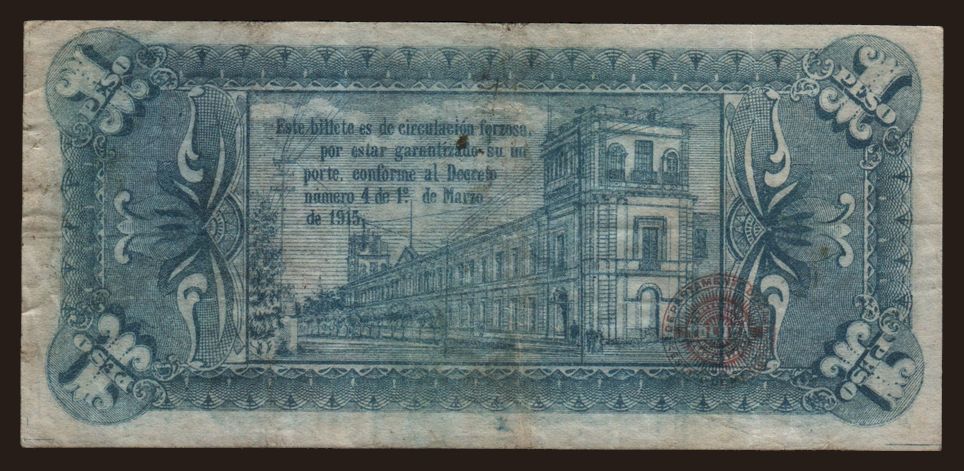 1 PESO
1 PESO
Este billete es de circulación forzosa,
por estar garantizado su im
porte, conforme al Decreto
número 4 de 1º. de Marzo
de 1915.
1 PESO
1 PESO